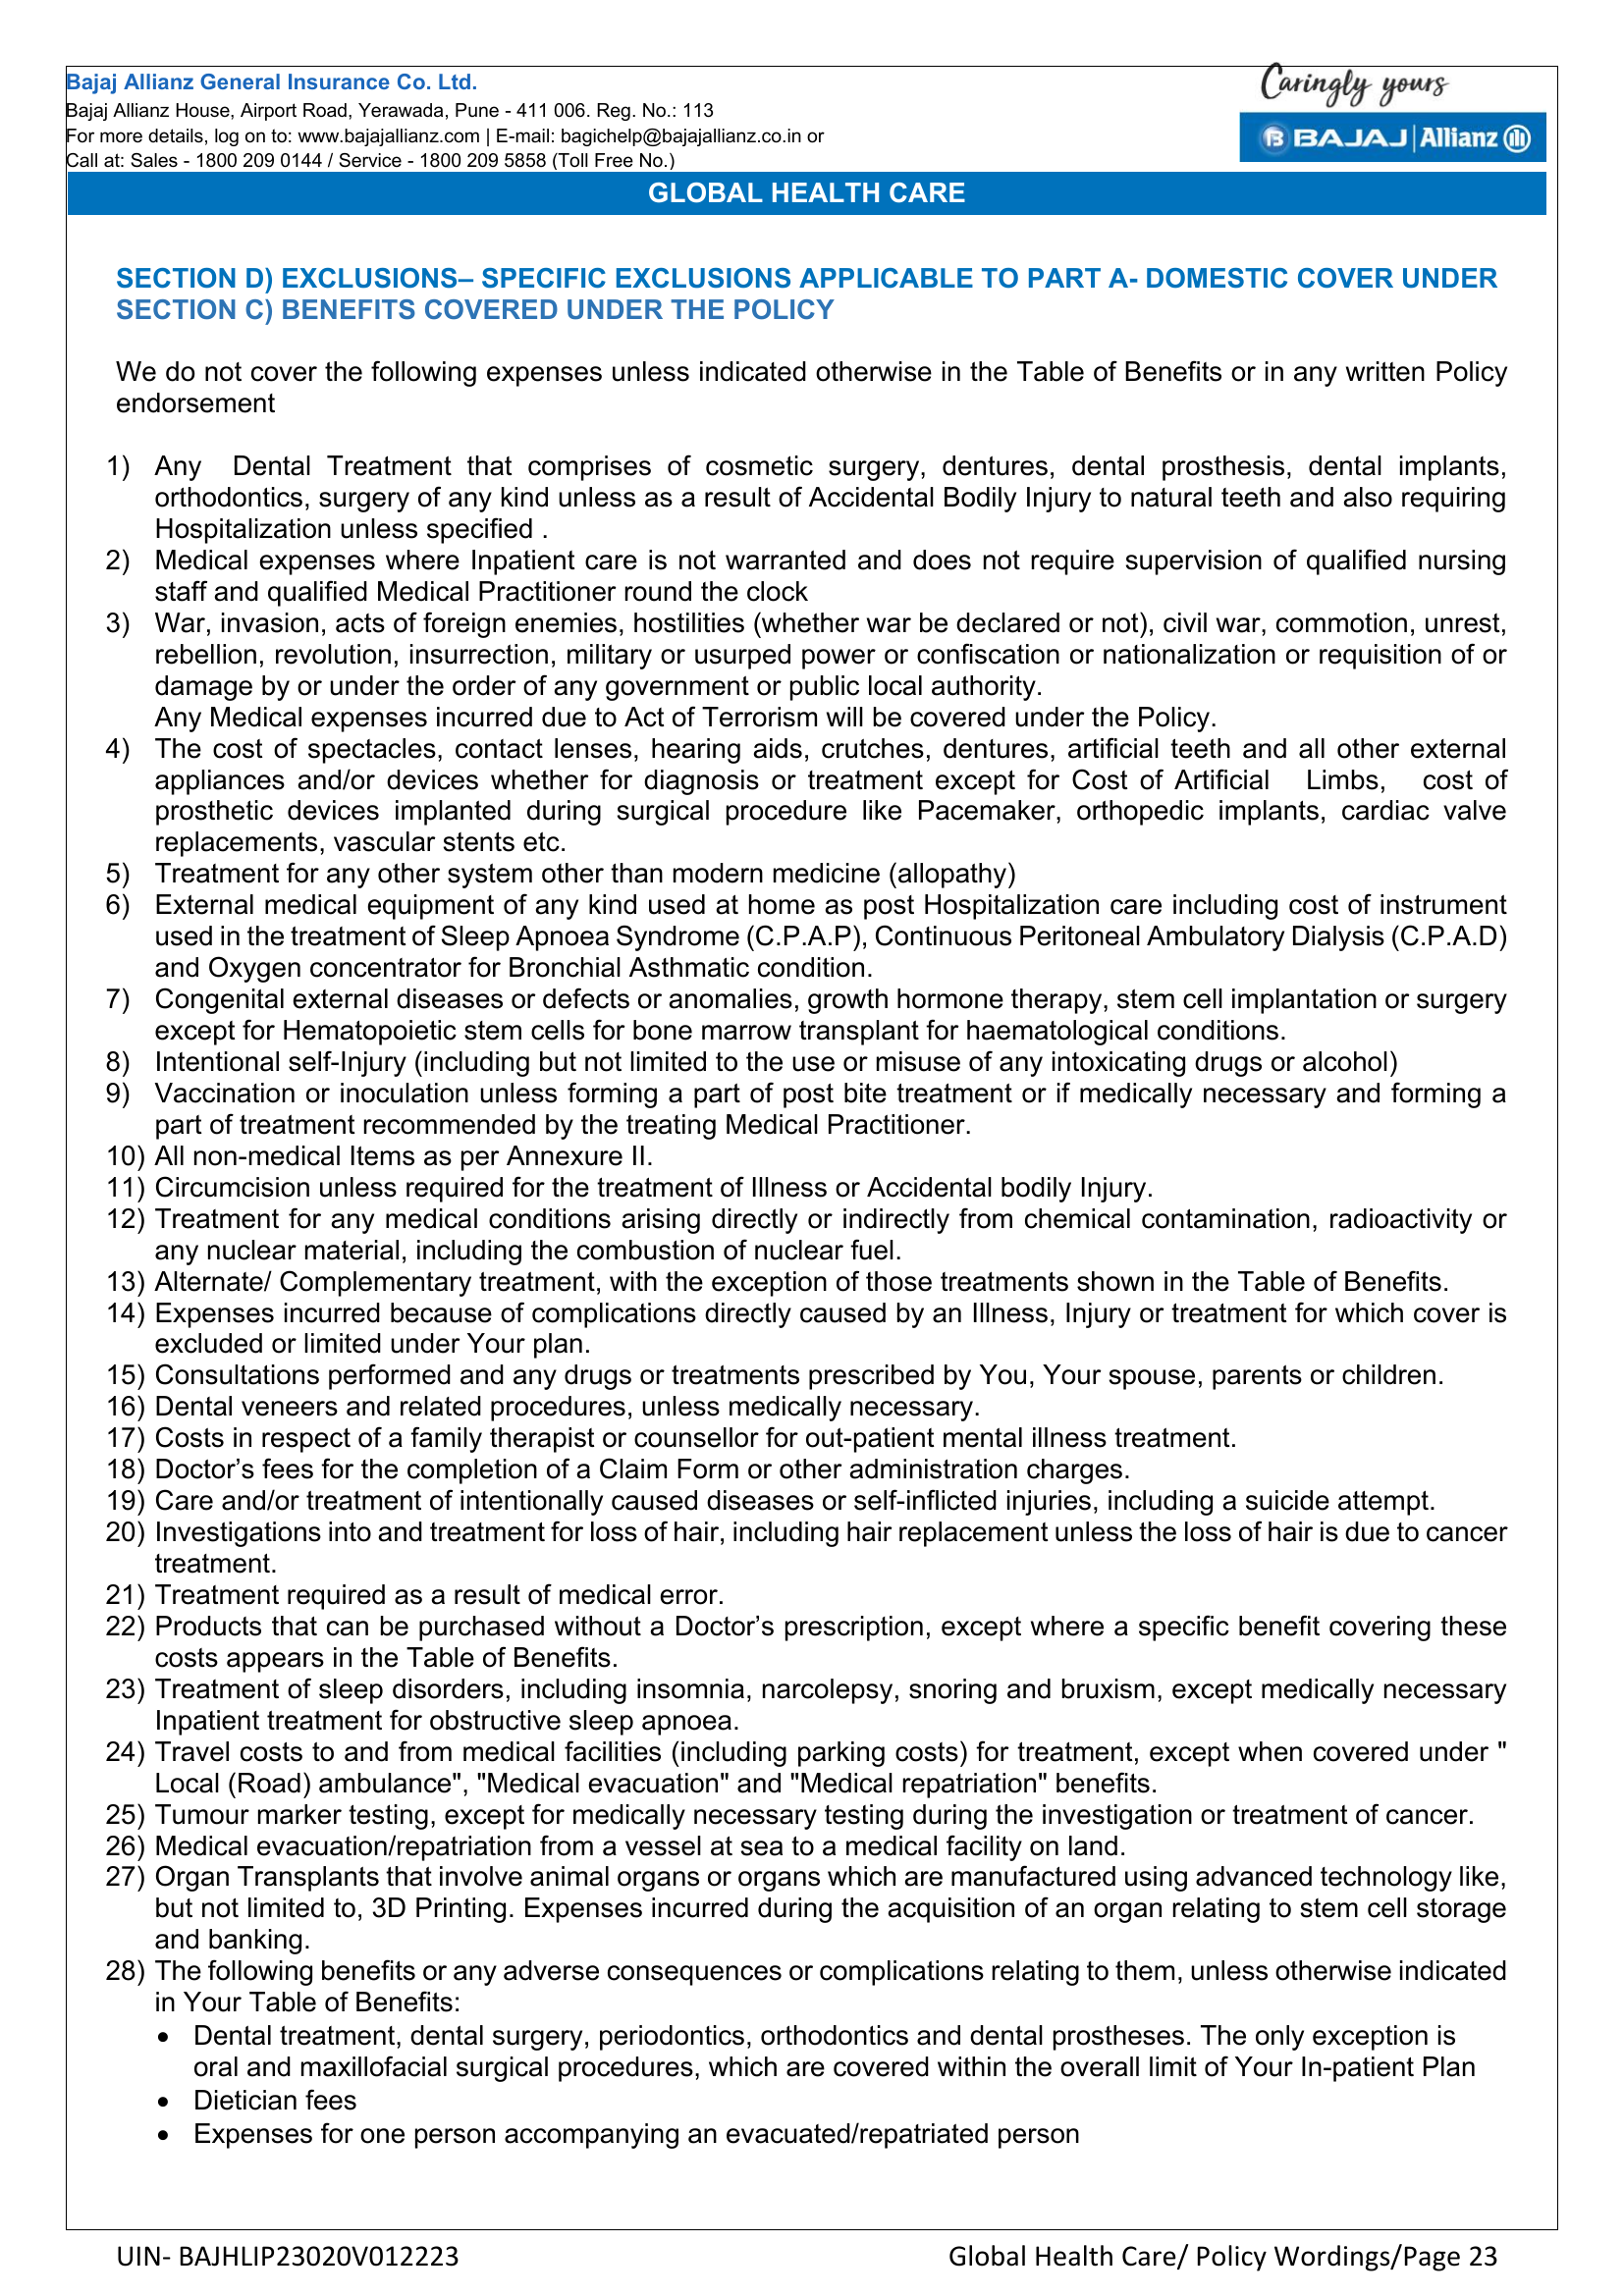 Bajaj Allianz General Insurance Co. Ltd.
Bajaj Allianz House, Airport Road, Yerawada, Pune - 411 006. Reg. No.: 113
For more details, log on to: www.bajajallianz.com | E-mail: bagichelp@bajajallianz.co.in or
Call at: Sales - 1800 209 0144 / Service - 1800 209 5858 (Toll Free No.)
Caringly yours
B BAJAJ | Allianz
GLOBAL HEALTH CARE
SECTION D) EXCLUSIONS– SPECIFIC EXCLUSIONS APPLICABLE TO PART A- DOMESTIC COVER UNDER
SECTION C) BENEFITS COVERED UNDER THE POLICY
We do not cover the following expenses unless indicated otherwise in the Table of Benefits or in any written Policy
endorsement
1) Any Dental Treatment that comprises of cosmetic surgery, dentures, dental prosthesis, dental implants,
orthodontics, surgery of any kind unless as a result of Accidental Bodily Injury to natural teeth and also requiring
Hospitalization unless specified .
2) Medical expenses where Inpatient care is not warranted and does not require supervision of qualified nursing
staff and qualified Medical Practitioner round the clock
3) War, invasion, acts of foreign enemies, hostilities (whether war be declared or not), civil war, commotion, unrest,
rebellion, revolution, insurrection, military or usurped power or confiscation or nationalization or requisition of or
damage by or under the order of any government or public local authority.
Any Medical expenses incurred due to Act of Terrorism will be covered under the Policy.
4) The cost of spectacles, contact lenses, hearing aids, crutches, dentures, artificial teeth and all other external
appliances and/or devices whether for diagnosis or treatment except for Cost of Artificial Limbs, cost of
prosthetic devices implanted during surgical procedure like Pacemaker, orthopedic implants, cardiac valve
replacements, vascular stents etc.
5) Treatment for any other system other than modern medicine (allopathy)
6) External medical equipment of any kind used at home as post Hospitalization care including cost of instrument
used in the treatment of Sleep Apnoea Syndrome (C.P.A.P), Continuous Peritoneal Ambulatory Dialysis (C.P.A.D)
and Oxygen concentrator for Bronchial Asthmatic condition.
7) Congenital external diseases or defects or anomalies, growth hormone therapy, stem cell implantation or surgery
except for Hematopoietic stem cells for bone marrow transplant for haematological conditions.
8) Intentional self-Injury (including but not limited to the use or misuse of any intoxicating drugs or alcohol)
9) Vaccination or inoculation unless forming a part of post bite treatment or if medically necessary and forming a
part of treatment recommended by the treating Medical Practitioner.
10) All non-medical Items as per Annexure II.
11) Circumcision unless required for the treatment of Illness or Accidental bodily Injury.
12) Treatment for any medical conditions arising directly or indirectly from chemical contamination, radioactivity or
any nuclear material, including the combustion of nuclear fuel.
13) Alternate/ Complementary treatment, with the exception of those treatments shown in the Table of Benefits.
14) Expenses incurred because of complications directly caused by an Illness, Injury or treatment for which cover is
excluded or limited under Your plan.
15) Consultations performed and any drugs or treatments prescribed by You, Your spouse, parents or children.
16) Dental veneers and related procedures, unless medically necessary.
17) Costs in respect of a family therapist or counsellor for out-patient mental illness treatment.
18) Doctor’s fees for the completion of a Claim Form or other administration charges.
19) Care and/or treatment of intentionally caused diseases or self-inflicted injuries, including a suicide attempt.
20) Investigations into and treatment for loss of hair, including hair replacement unless the loss of hair is due to cancer
treatment.
21) Treatment required as a result of medical error.
22) Products that can be purchased without a Doctor’s prescription, except where a specific benefit covering these
costs appears in the Table of Benefits.
23) Treatment of sleep disorders, including insomnia, narcolepsy, snoring and bruxism, except medically necessary
Inpatient treatment for obstructive sleep apnoea.
24) Travel costs to and from medical facilities (including parking costs) for treatment, except when covered under "
Local (Road) ambulance", "Medical evacuation" and "Medical repatriation" benefits.
25) Tumour marker testing, except for medically necessary testing during the investigation or treatment of cancer.
26) Medical evacuation/repatriation from a vessel at sea to a medical facility on land.
27) Organ Transplants that involve animal organs or organs which are manufactured using advanced technology like,
but not limited to, 3D Printing. Expenses incurred during the acquisition of an organ relating to stem cell storage
and banking.
28) The following benefits or any adverse consequences or complications relating to them, unless otherwise indicated
in Your Table of Benefits:
• Dental treatment, dental surgery, periodontics, orthodontics and dental prostheses. The only exception is
oral and maxillofacial surgical procedures, which are covered within the overall limit of Your In-patient Plan
• Dietician fees
• Expenses for one person accompanying an evacuated/repatriated person
UIN- BAJHLIP23020V012223
Global Health Care/ Policy Wordings/Page 23